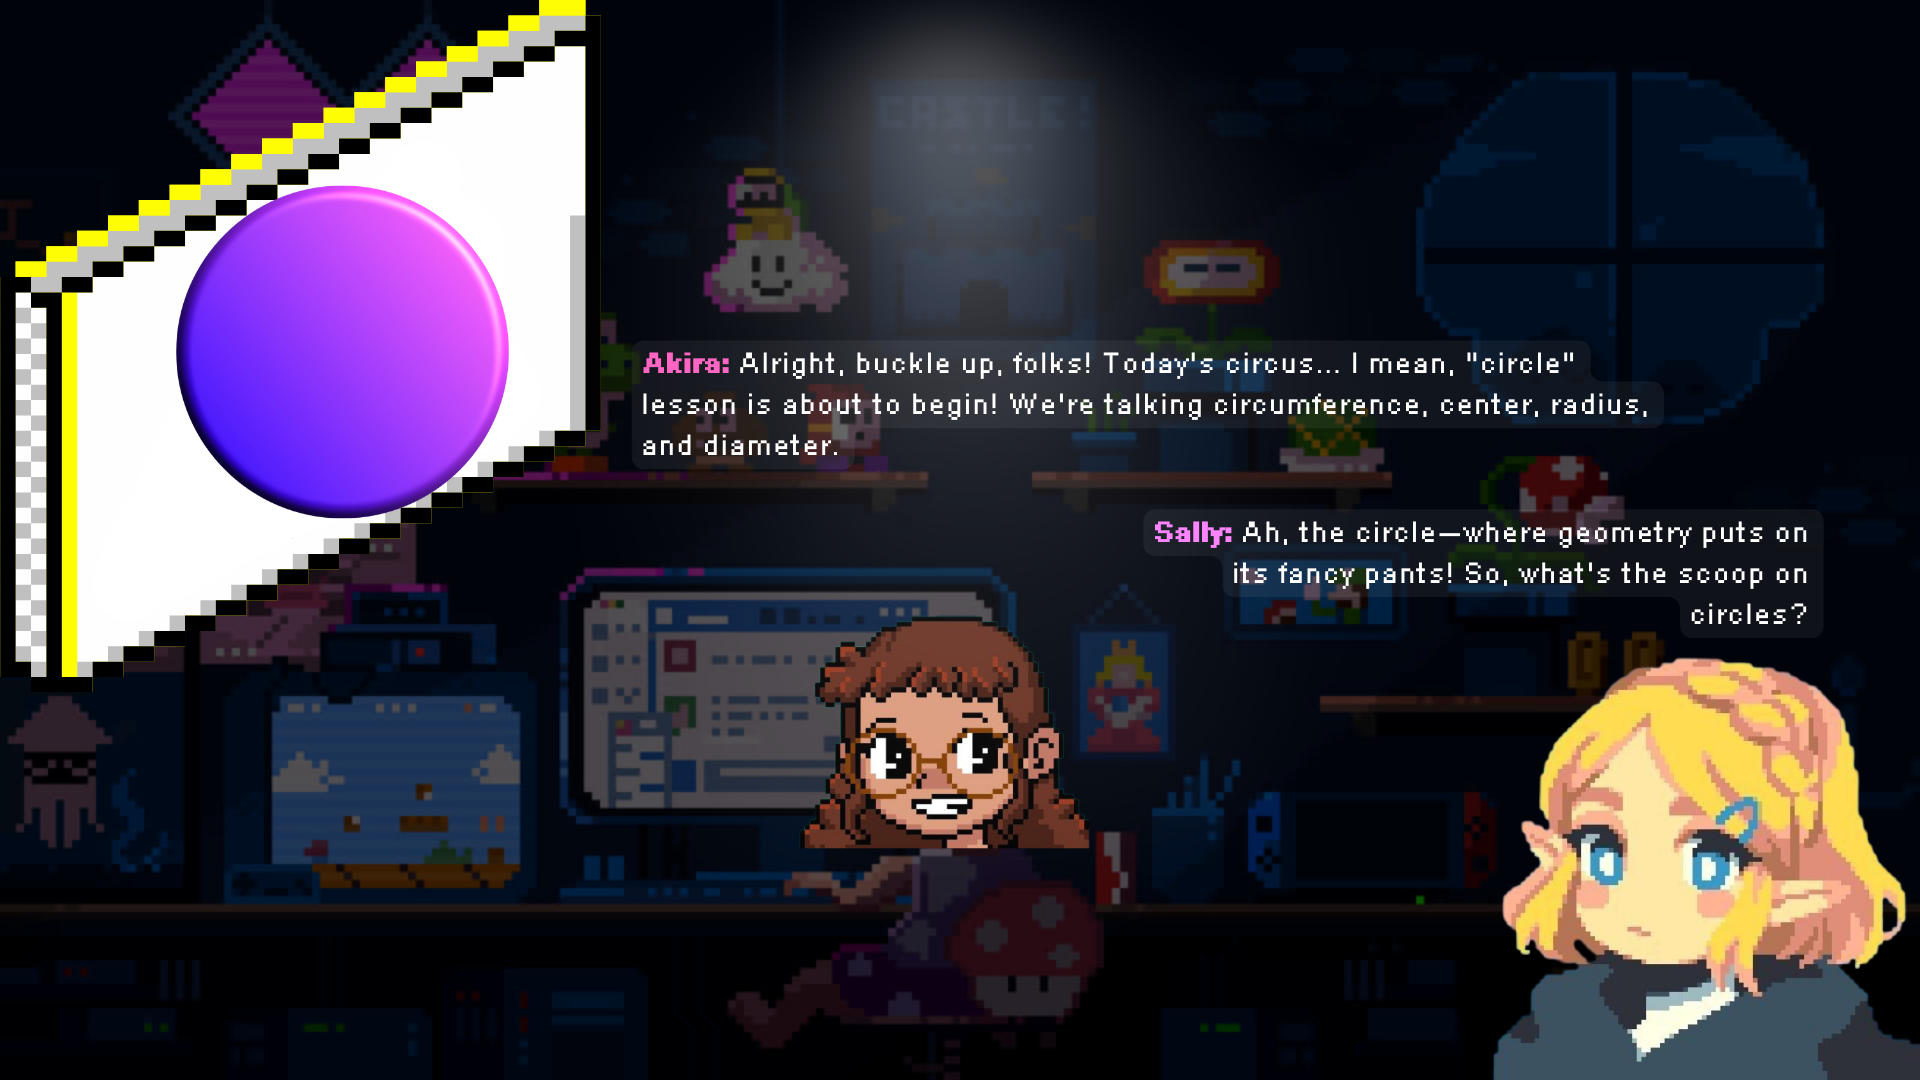 CASTLE!
Akira: Alright, buckle up, folks! Today's circus... I mean, "circle"
lesson is about to begin! We're talking circumference, center, radius,
and diameter.
Sally: Ah, the circle—where geometry puts on
its fancy pants! So, what's the scoop on
circles?